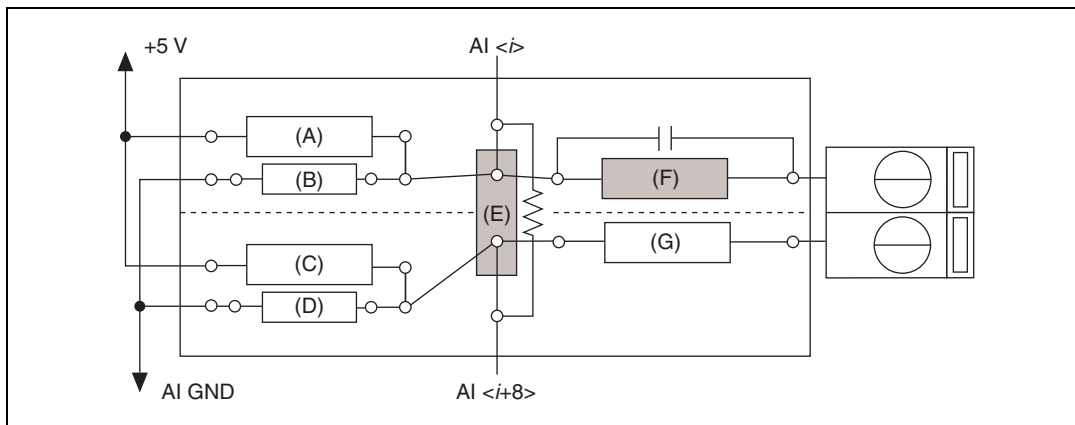 +5 V
AI <i>
(A)
(B)
(F)
(E)
(G)
(C)
(D)
AI GND
AI <i+8>